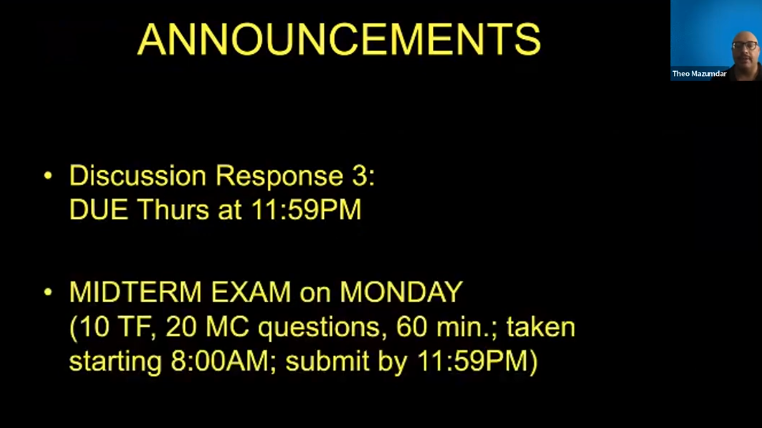 ANNOUNCEMENTS
Theo Mazumdar
• Discussion Response 3:
DUE Thurs at 11:59PM
• MIDTERM EXAM on MONDAY
(10 TF, 20 MC questions, 60 min.; taken
starting 8:00AM; submit by 11:59PM)